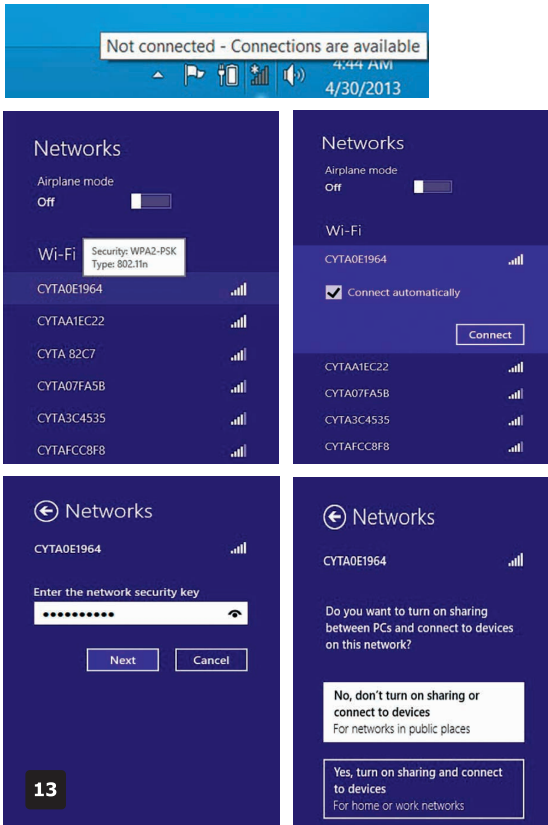 Not connected - Connections are available
4:44 AM
4/30/2013
Networks
Airplane mode
Off
Wi-Fi
Security: WPA2-PSK
Type: 802.11n
CYTA0E1964
CYTAA1EC22
CYTA 82C7
CYTA07FA5B
CYTA3C4535
CYTAFCC8F8
Networks
Airplane mode
Off
Wi-Fi
CYTA0E1964
Connect automatically
Connect
CYTAA1EC22
CYTA07FA5B
CYTA3C4535
CYTAFCC8F8
Networks
CYTA0E1964
Enter the network security key
••••••••••
Next
Cancel
13
Networks
CYTA0E1964
Do you want to turn on sharing
between PCs and connect to devices
on this network?
No, don't turn on sharing or
connect to devices
For networks in public places
Yes, turn on sharing and connect
to devices
For home or work networks